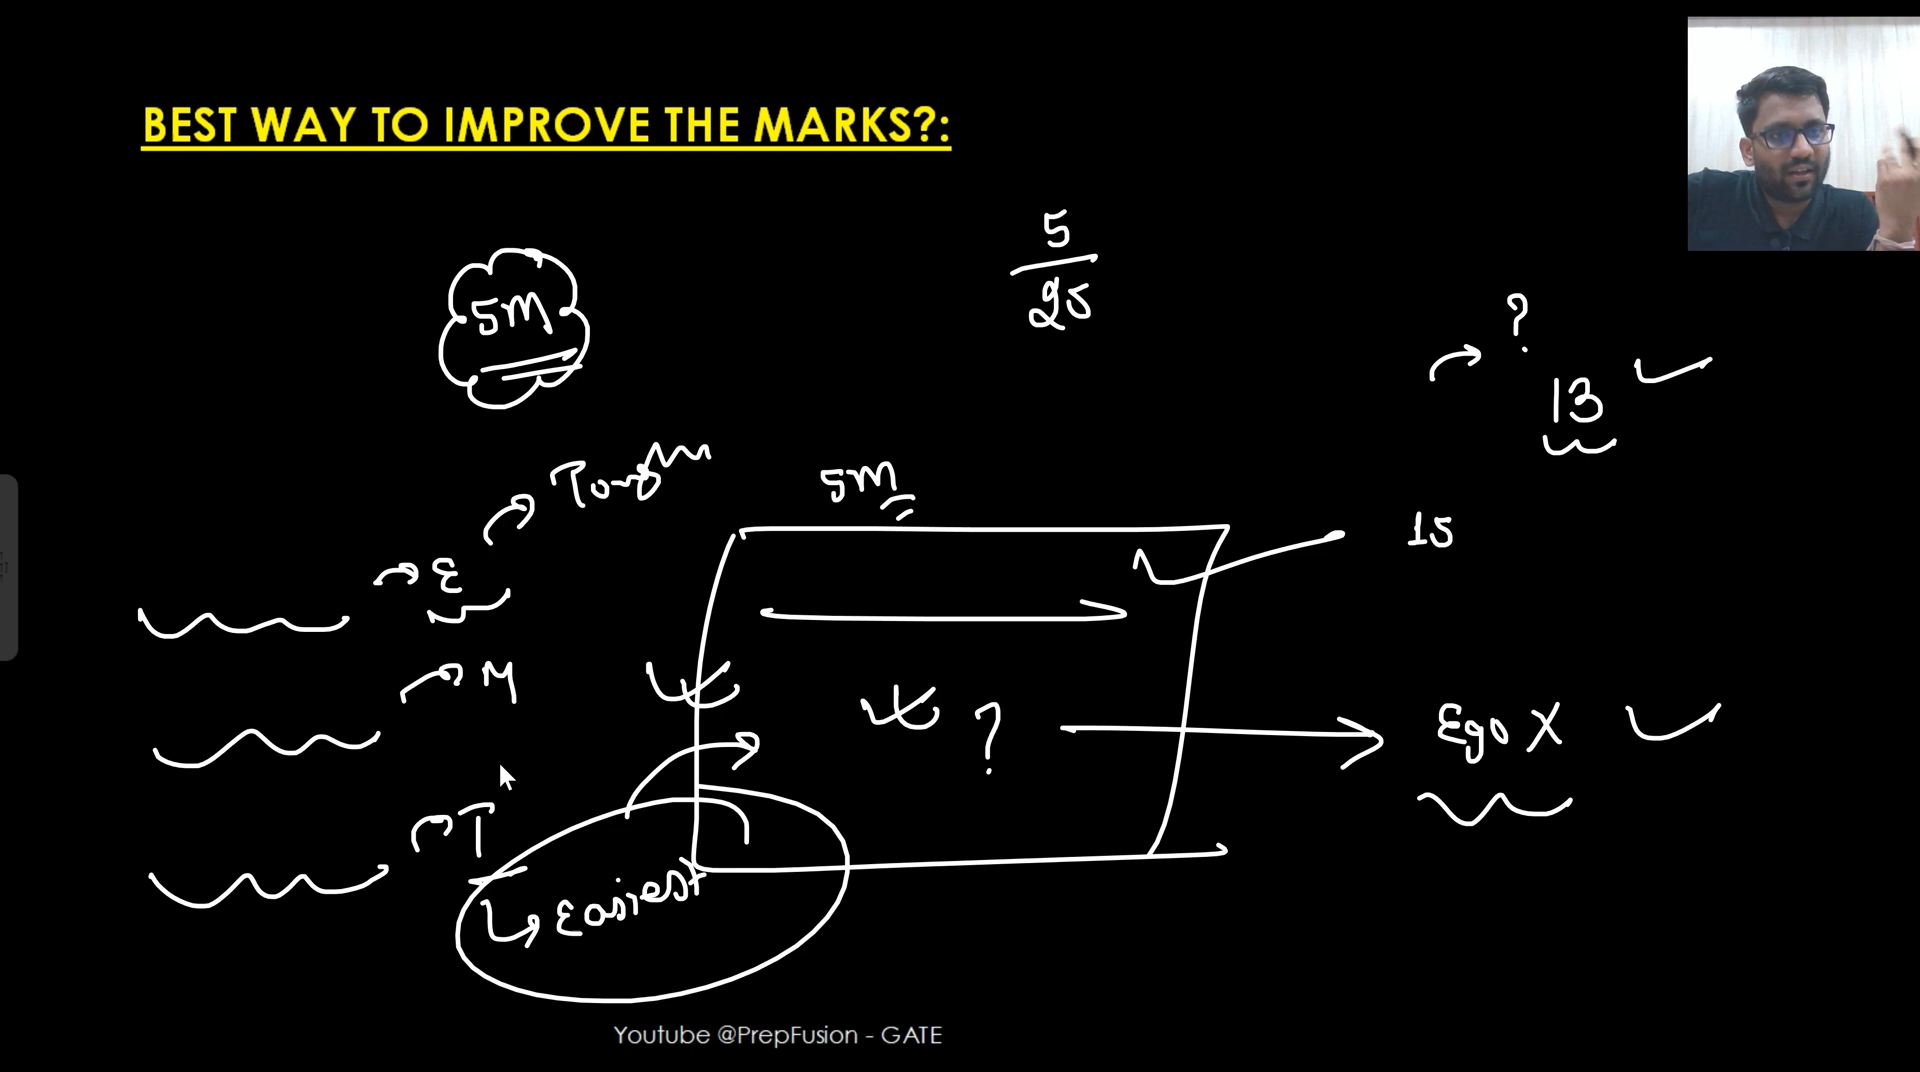 BEST WAY TO IMPROVE THE MARKS?:
5
25
5M
?
13
Tough
5M
15
E
M
?
Ego X
T
Easiest
Youtube @PrepFusion - GATE